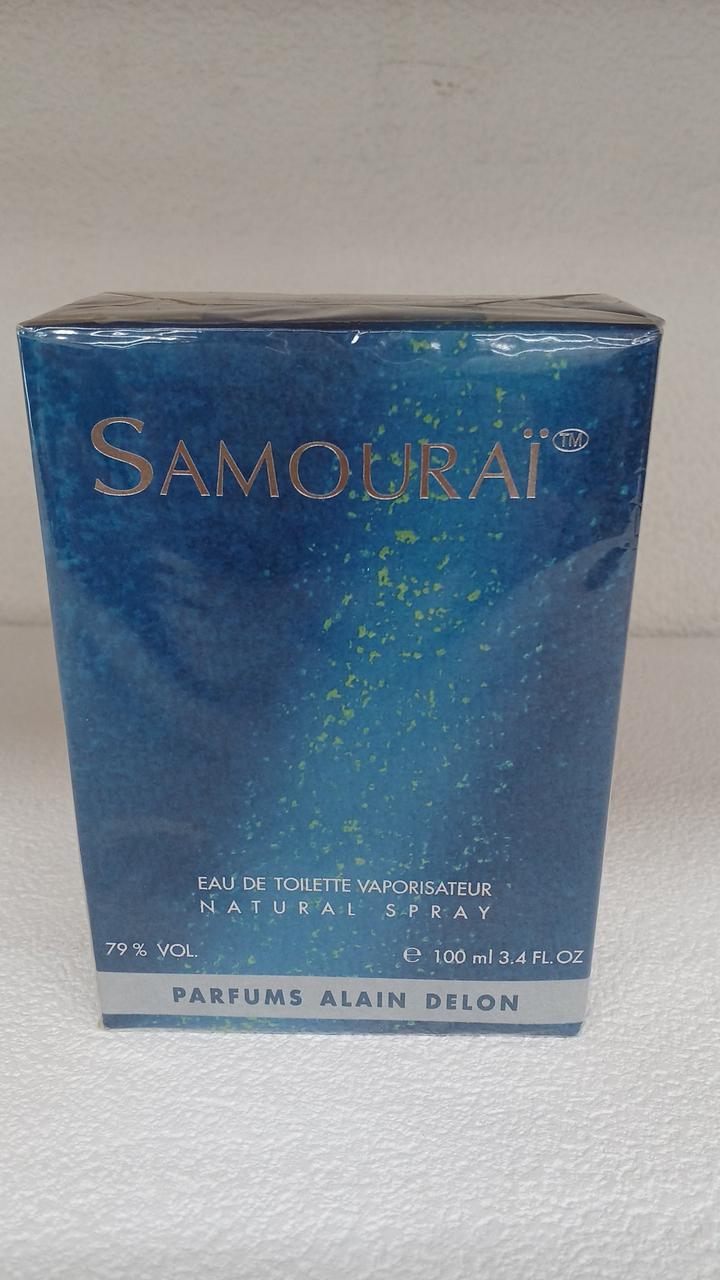 SAMOURAÏ™
EAU DE TOILETTE VAPORISATEUR
NATURAL SPRAY
79 % VOL.
℮ 100 ml 3.4 FL. OZ
PARFUMS ALAIN DELON